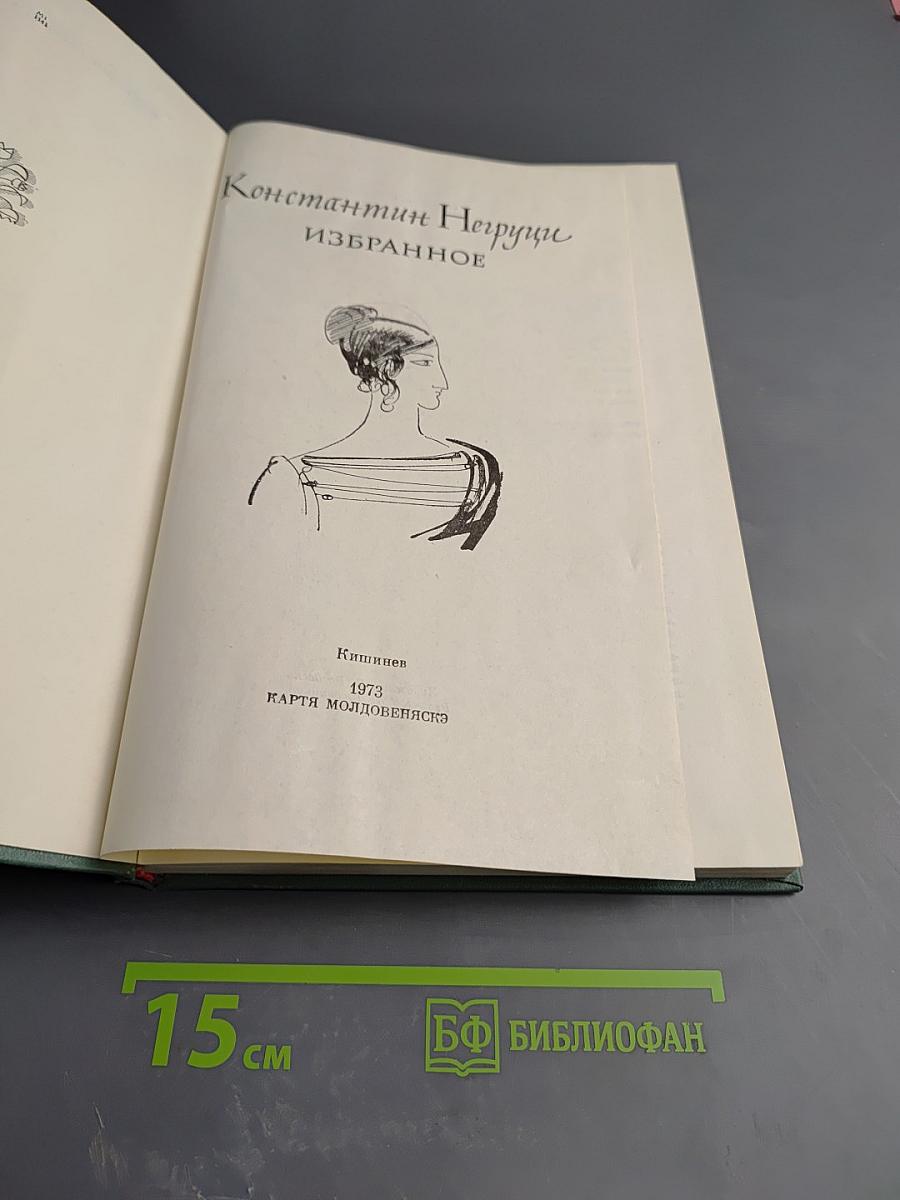 Константин Негруци
ИЗБРАННОЕ
Кишинев
1973
КАРТЯ МОЛДОВЕНЯСКЭ
15 см
БФ БИБЛИОФАН